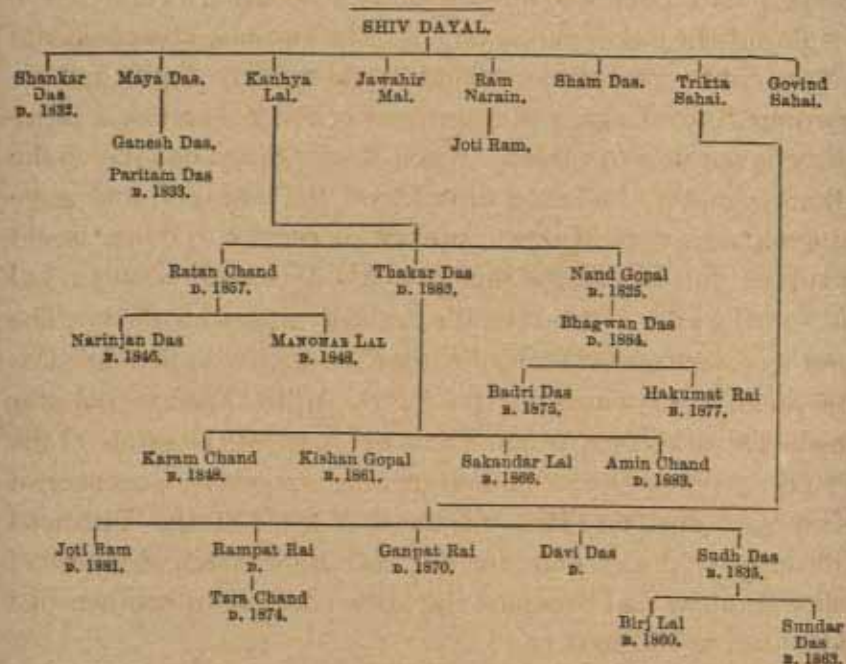 SHIV DAYAL.
Shankar Das D. 1832.
Maya Das.
Kanhya Lal.
Jawahir Mal.
Ram Narain.
Sham Das.
Trikta Sahai.
Govind Sahai.
Ganesh Das.
Joti Ram.
Paritam Das
B. 1833.
Ratan Chand
D. 1857.
Thakar Das
D. 1883.
Nand Gopal
B. 1825.
Narinjan Das
B. 1846.
MANOHAR LAL
B. 1848.
Bhagwan Das
D. 1884.
Badri Das
B. 1875.
Hakumat Rai
B. 1877.
Karam Chand
B. 1848.
Kishan Gopal
B. 1861.
Sakandar Lal
B. 1866.
Amin Chand
D. 1883.
Joti Ram
D. 1881.
Rampat Rai
D.
Ganpat Rai
D. 1870.
Davi Das
D.
Sudh Das
B. 1835.
Tara Chand
D. 1874.
Birj Lal
B. 1860.
Sundar Das
B. 1863.